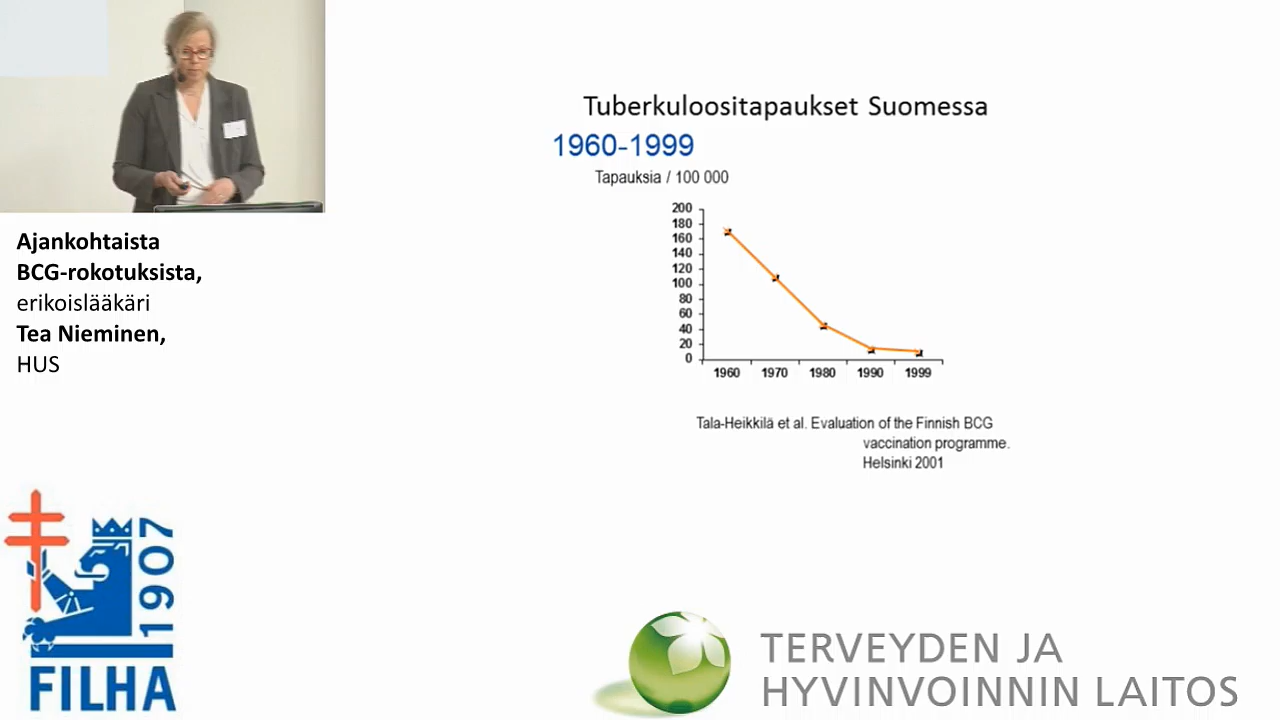 Ajankohtaista
BCG-rokotuksista,
erikoislääkäri
Tea Nieminen,
HUS
Tuberkuloositapaukset Suomessa
1960-1999
Tapauksia / 100 000
200
180
160
140
120
100
80
60
40
20
0
1960 1970 1980 1990 1999
Tala-Heikkilä et al. Evaluation of the Finnish BCG
vaccination programme.
Helsinki 2001
1907
FILHA
TERVEYDEN JA
HYVINVOINNIN LAITOS